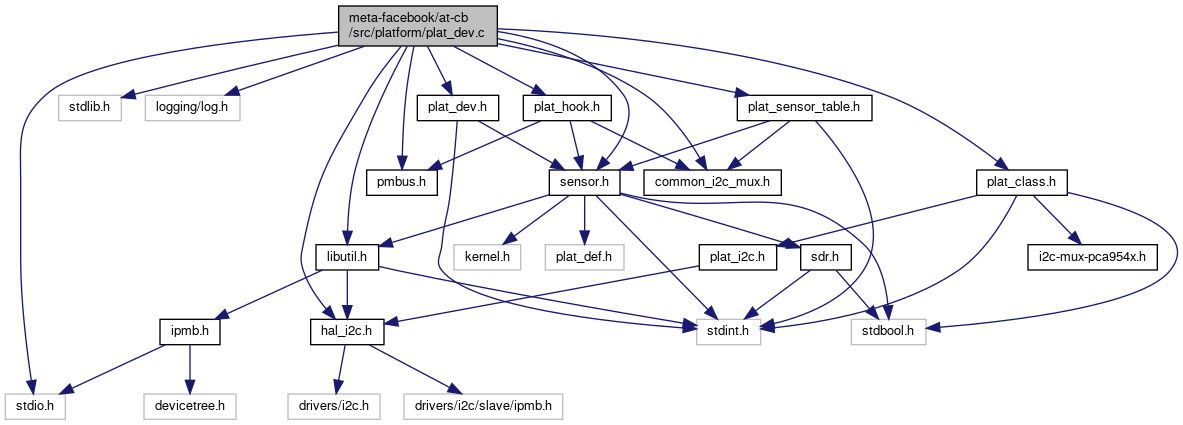 meta-facebook/at-cb
/src/platform/plat_dev.c
stdlib.h
logging/log.h
plat_dev.h
plat_hook.h
plat_sensor_table.h
pmbus.h
sensor.h
common_i2c_mux.h
plat_class.h
libutil.h
kernel.h
plat_def.h
plat_i2c.h
sdr.h
i2c-mux-pca954x.h
ipmb.h
hal_i2c.h
stdint.h
stdbool.h
stdio.h
devicetree.h
drivers/i2c.h
drivers/i2c/slave/ipmb.h